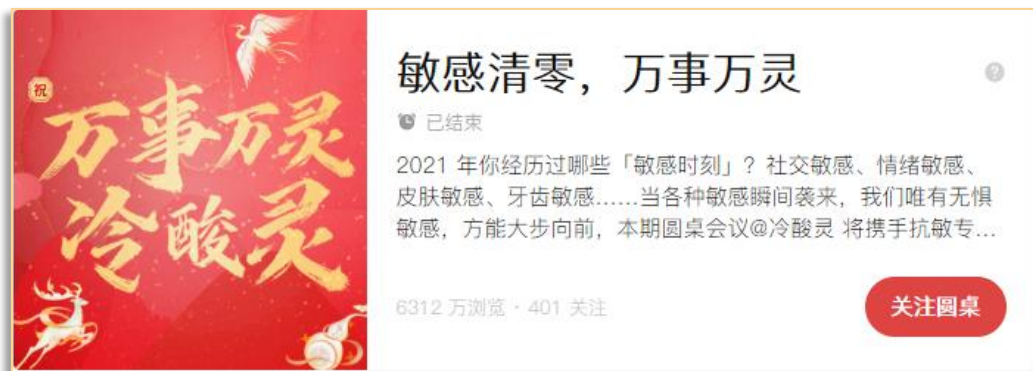 祝
万事万灵
冷酸灵
敏感清零，万事万灵
?
已结束
2021 年你经历过哪些「敏感时刻」？社交敏感、情绪敏感、
皮肤敏感、牙齿敏感......当各种敏感瞬间袭来，我们唯有无惧
敏感，方能大步向前，本期圆桌会议@冷酸灵 将携手抗敏专...
6312 万浏览 · 401 关注
关注圆桌